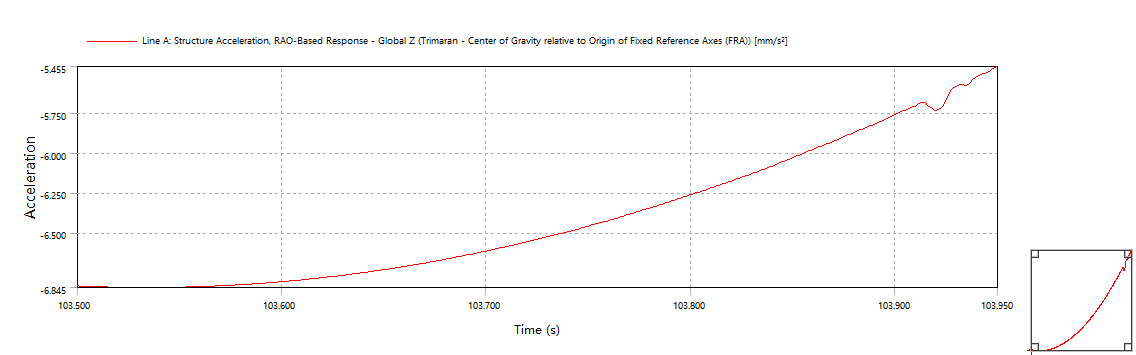 Line A: Structure Acceleration, RAO-Based Response - Global Z (Trimaran - Center of Gravity relative to Origin of Fixed Reference Axes (FRA)) [mm/s²]
-5.455
-5.750
-6.000
-6.250
-6.500
-6.845
Acceleration
103.500 103.600 103.700 103.800 103.900 103.950
Time (s)